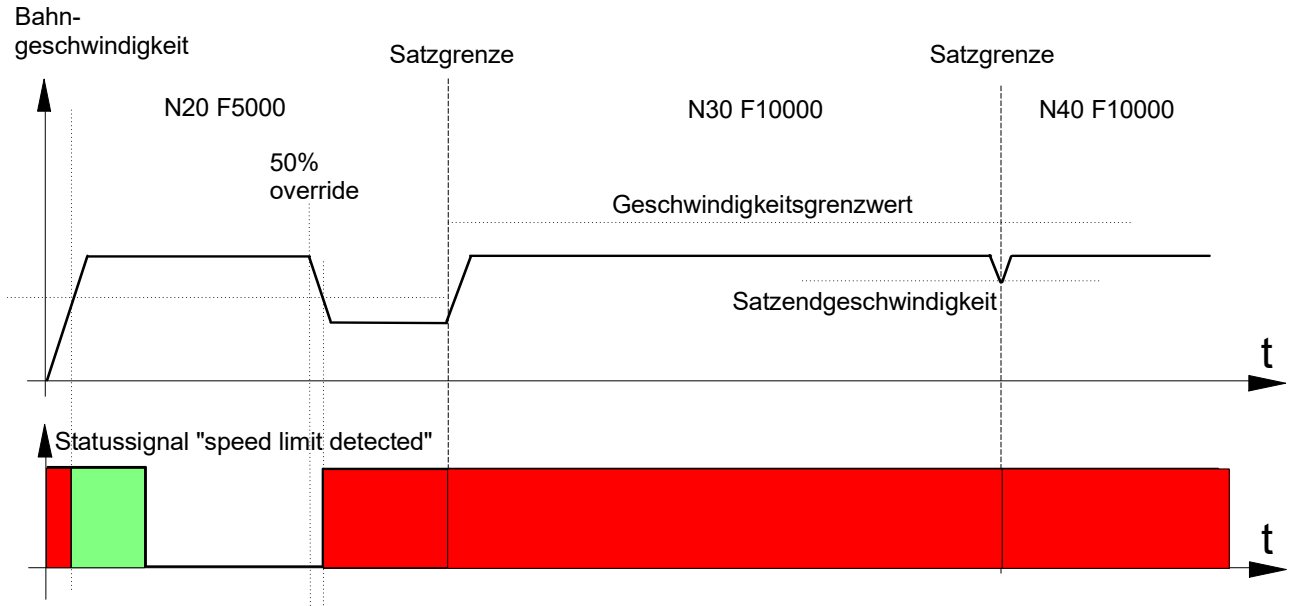 Bahn-
geschwindigkeit
Satzgrenze
Satzgrenze
N20 F5000
N30 F10000
N40 F10000
50%
override
Geschwindigkeitsgrenzwert
Satzendgeschwindigkeit
t
Statussignal "speed limit detected"
t